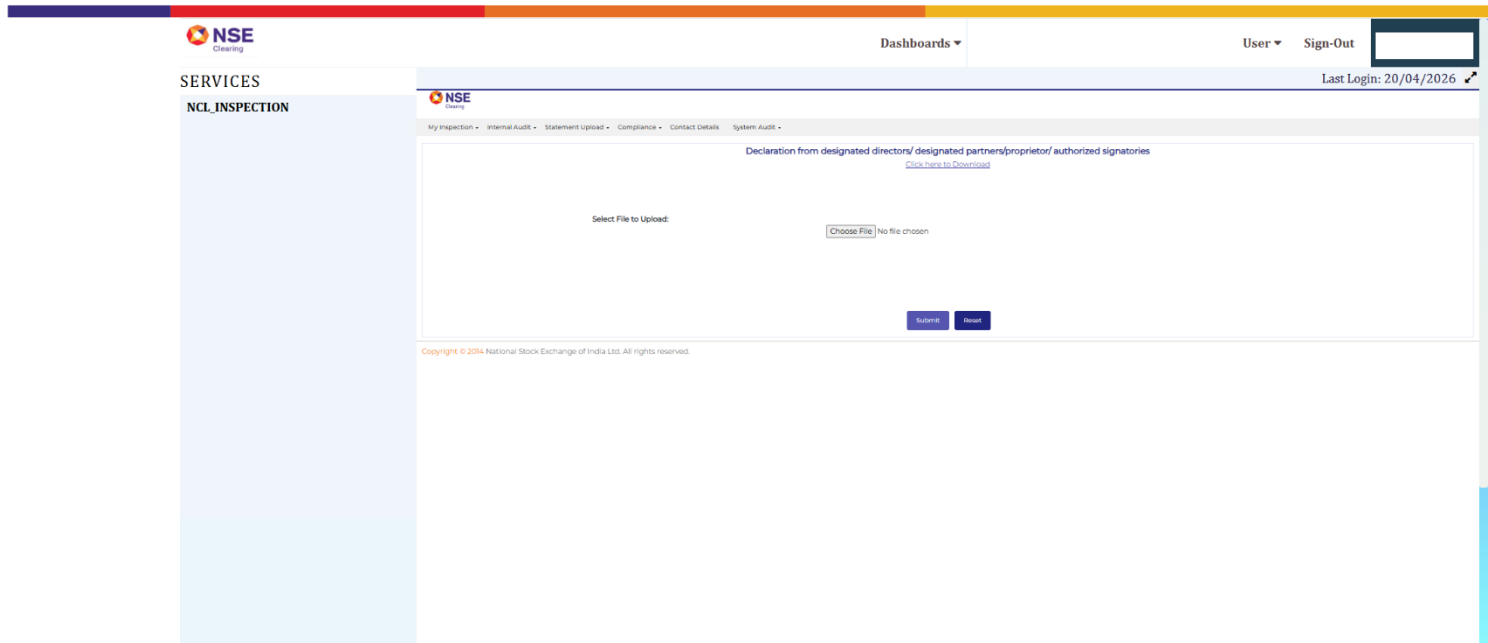 NSE
Clearing
Dashboards
User
Sign-Out
SERVICES
Last Login: 20/04/2026
NCL_INSPECTION
NSE
Clearing
My Inspection
Internal Audit
Statement Upload
Compliance
Contact Details
System Audit
Declaration from designated directors/ designated partners/proprietor/ authorized signatories
Click here to Download
Select File to Upload:
Choose File No file chosen
Submit
Reset
Copyright © 2014 National Stock Exchange of India Ltd. All rights reserved.